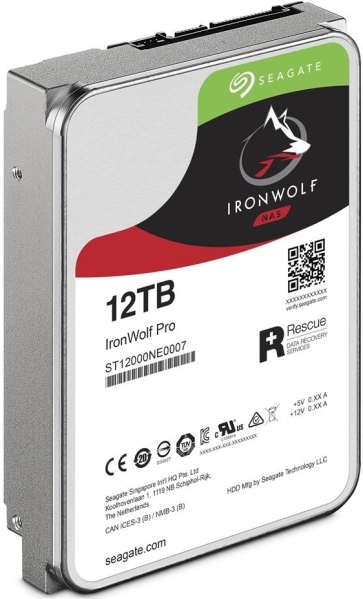 SEAGATE
IRONWOLF
NAS
XXXXXXXXXXX
verify.seagate.com
12TB
IronWolf Pro
ST12000NE0007
Rescue
DATA RECOVERY
SERVICES
+5V 0.XX A
+12V 0.XX A
Seagate Singapore Int'l HQ Pte. Ltd
Koolhovenlaan 1, 1119 NB Schiphol-Rijk,
The Netherlands
HDD Mfg by Seagate Technology LLC
CAN ICES-3 (B) / NMB-3 (B)
seagate.com